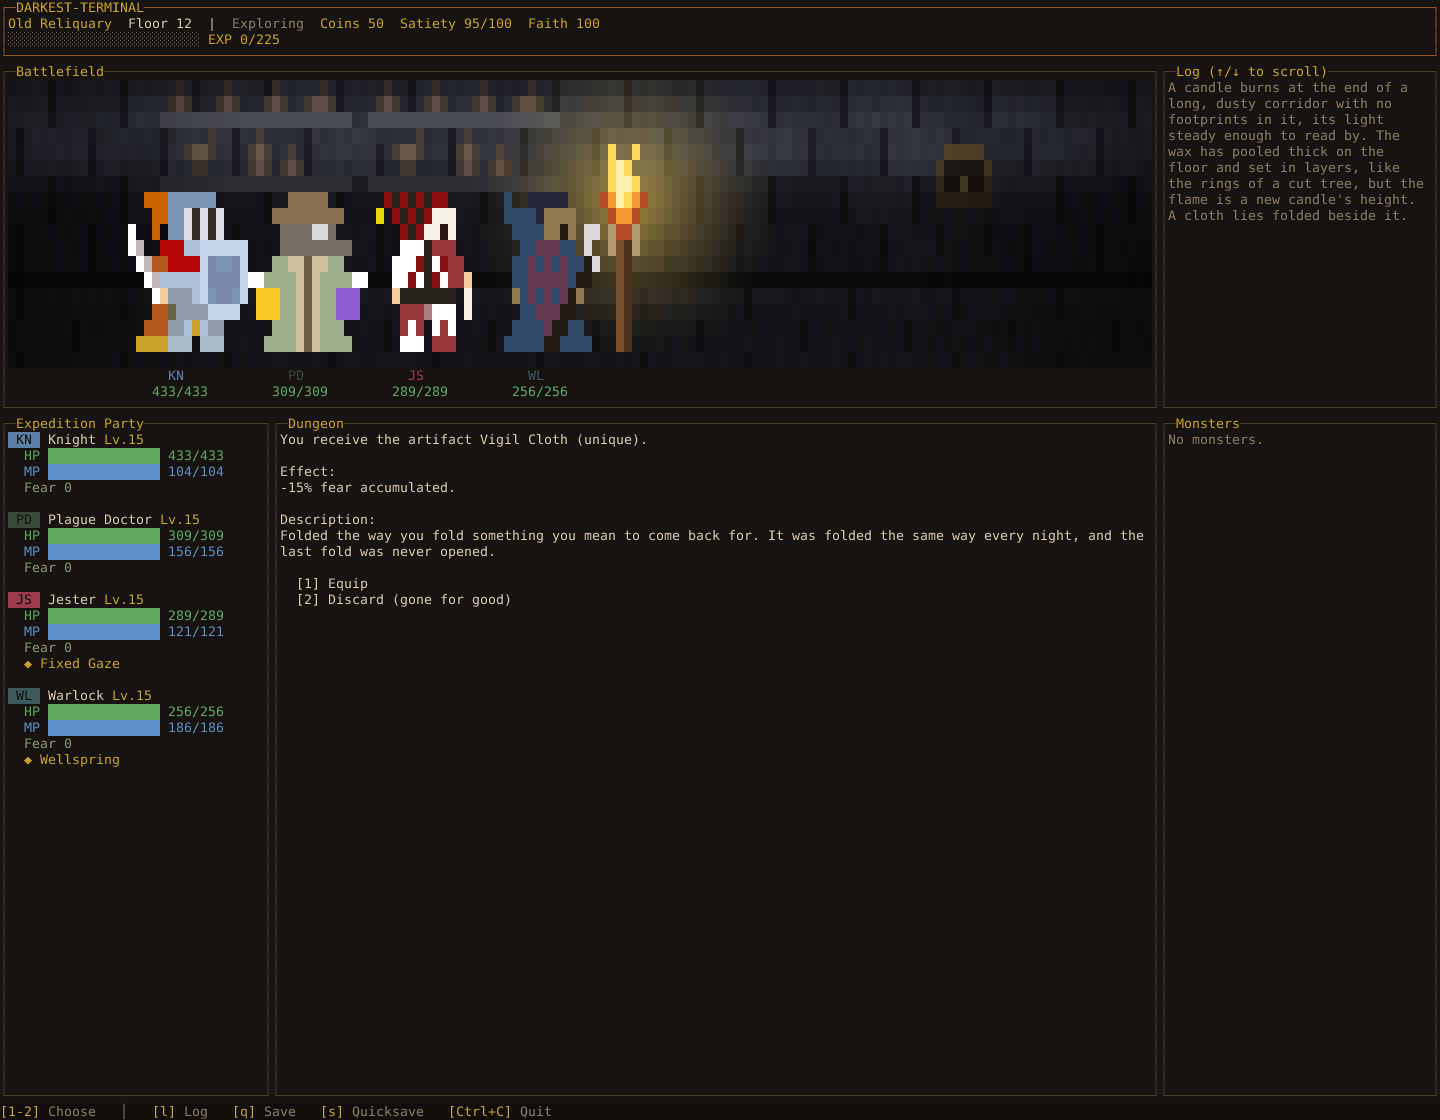 DARKEST-TERMINAL
Old Reliquary Floor 12 | Exploring Coins 50 Satiety 95/100 Faith 100
EXP 0/225
Battlefield
KN PD JS WL
433/433 309/309 289/289 256/256
Log (↑/↓ to scroll)
A candle burns at the end of a
long, dusty corridor with no
footprints in it, its light
steady enough to read by. The
wax has pooled thick on the
floor and set in layers, like
the rings of a cut tree, but the
flame is a new candle's height.
A cloth lies folded beside it.
Expedition Party
KN Knight Lv.15
HP 433/433
MP 104/104
Fear 0
PD Plague Doctor Lv.15
HP 309/309
MP 156/156
Fear 0
JS Jester Lv.15
HP 289/289
MP 121/121
Fear 0
◆ Fixed Gaze
WL Warlock Lv.15
HP 256/256
MP 186/186
Fear 0
◆ Wellspring
Dungeon
You receive the artifact Vigil Cloth (unique).
Effect:
-15% fear accumulated.
Description:
Folded the way you fold something you mean to come back for. It was folded the same way every night, and the
last fold was never opened.
[1] Equip
[2] Discard (gone for good)
Monsters
No monsters.
[1-2] Choose │ [l] Log [q] Save [s] Quicksave [Ctrl+C] Quit